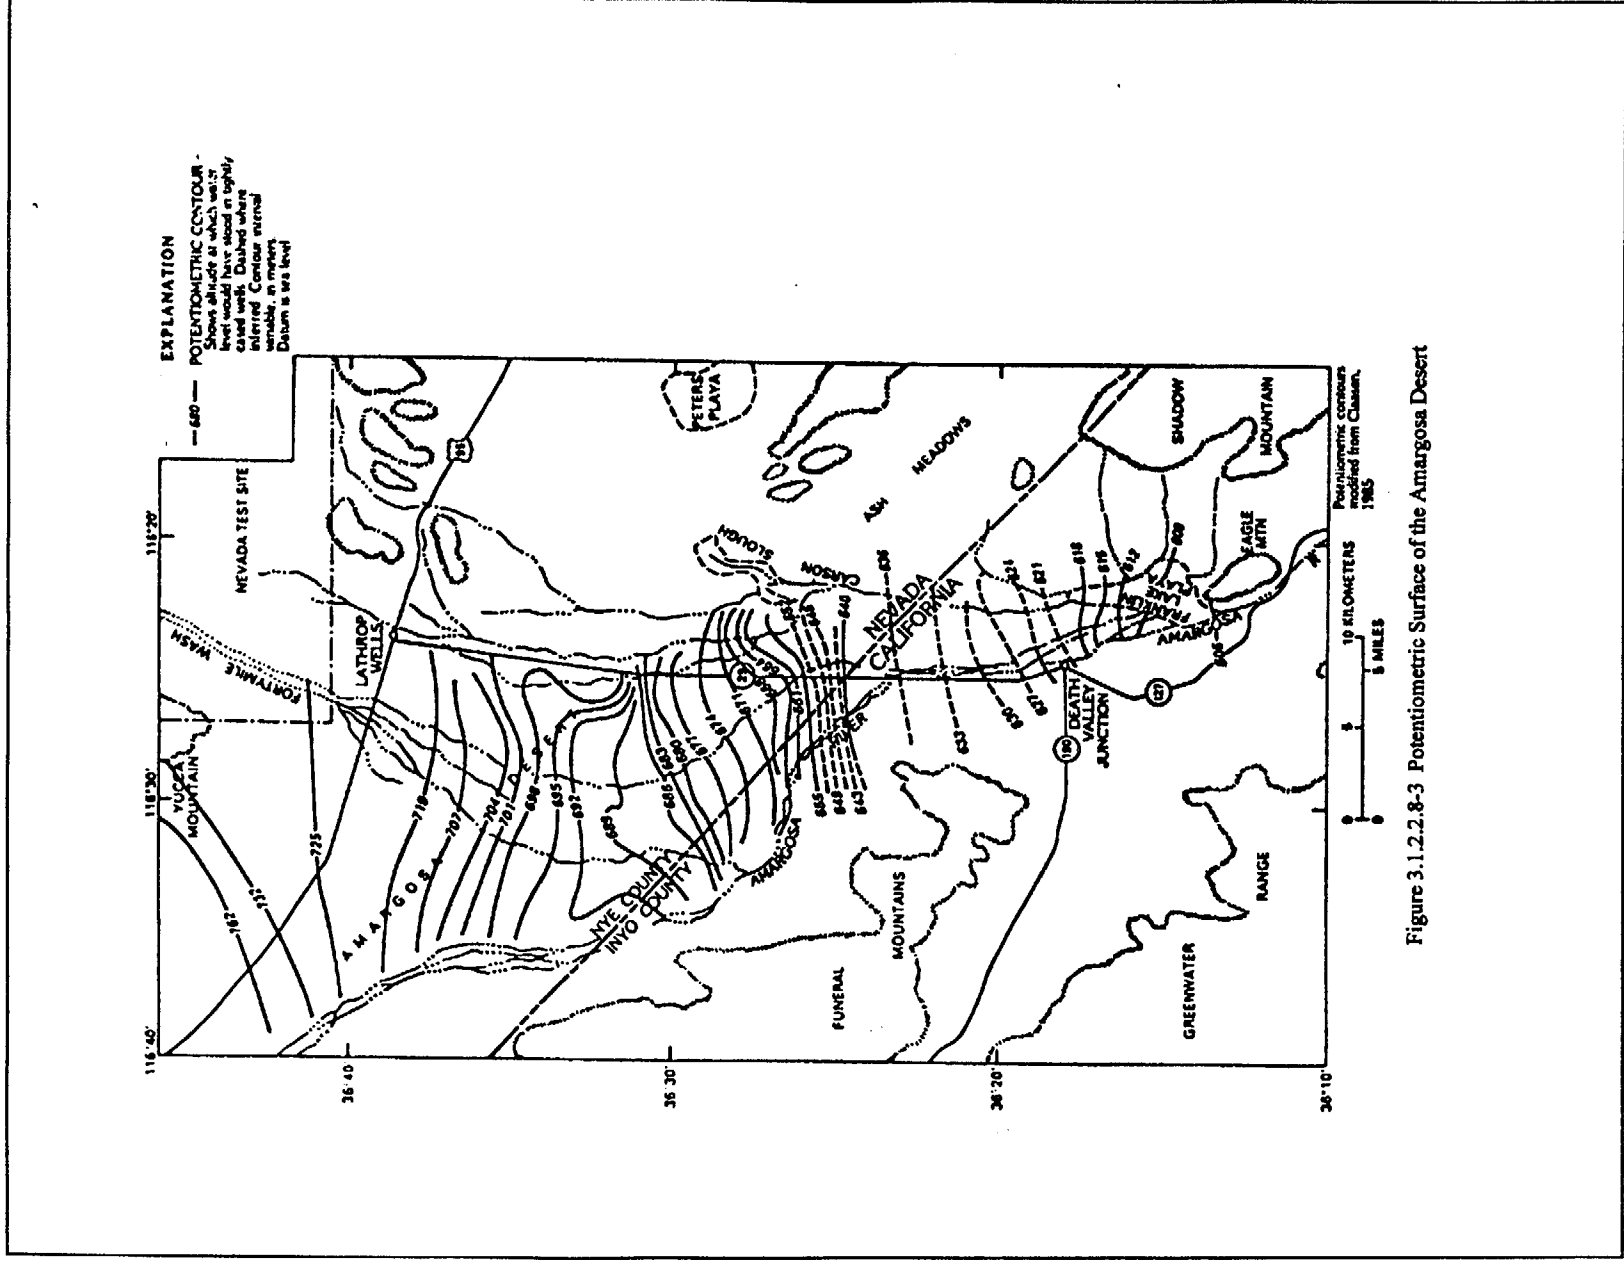 EXPLANATION
— 680 — POTENTIOMETRIC CONTOUR -
Shows altitude at which water
level would have stood in tightly
cased wells. Dashed where
inferred Contour interval
variable, in meters.
Datum is sea level
116°40'
116°30'
116°20'
36°40'
36°30'
36°20'
36°10'
NEVADA TEST SITE
YUCCA
MOUNTAIN
FORTYMILE
WASH
LATHROP
WELLS
95
AMARGOSA
DESERT
762
732
725
719
707
704
701
698
695
692
689
686
683
680
677
674
671
PETERS
PLAYA
CARSON
SLOUGH
ASH
MEADOWS
NYE COUNTY
INYO COUNTY
NEVADA
CALIFORNIA
AMARGOSA
RIVER
649
643
640
636
633
630
627
624
621
618
615
612
609
606
FUNERAL
MOUNTAINS
DEATH
VALLEY
JUNCTION
190
127
FRANKLIN
LAKE
PLAYA
AMARGOSA
EAGLE
MTN
SHADOW
MOUNTAIN
GREENWATER
RANGE
0 5 10 KILOMETERS
0 5 MILES
Potentiometric contours
modified from Classen,
1985
Figure 3.1.2.2.8-3 Potentiometric Surface of the Amargosa Desert